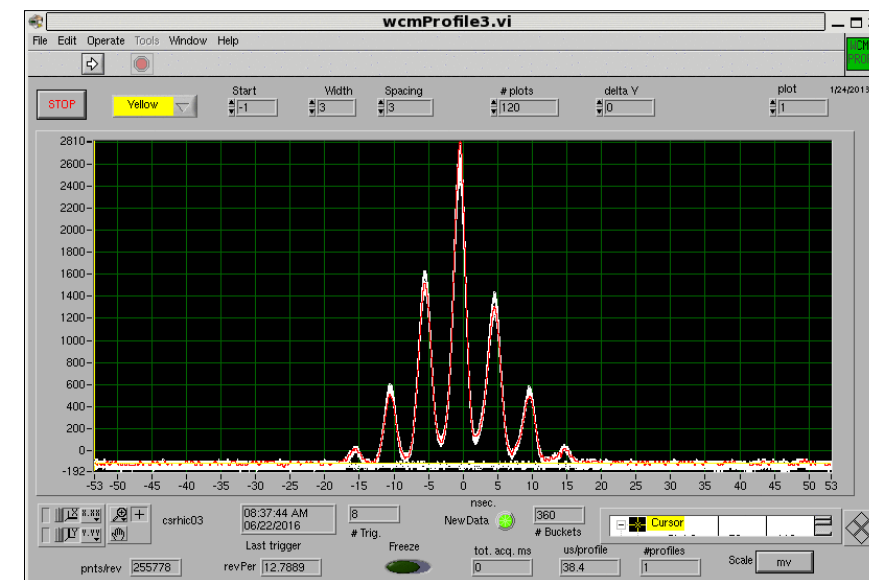 wcmProfile3.vi
File Edit Operate Tools Window Help
WCM
PROF
Start Width Spacing # plots delta Y plot 1/24/2013
STOP Yellow -1 3 3 120 0 1
2810
2600
2400
2200
2000
1800
1600
1400
1200
1000
800
600
400
200
0
-192
-53 -50 -45 -40 -35 -30 -25 -20 -15 -10 -5 0 5 10 15 20 25 30 35 40 45 50 53
nsec.
csrhic03 08:37:44 AM 8 NewData 360 Cursor
06/22/2016 # Trig. # Buckets
Last trigger Freeze tot. acq. ms us/profile #profiles
pnts/rev 255778 revPer 12.7889 0 38.4 1 Scale mv